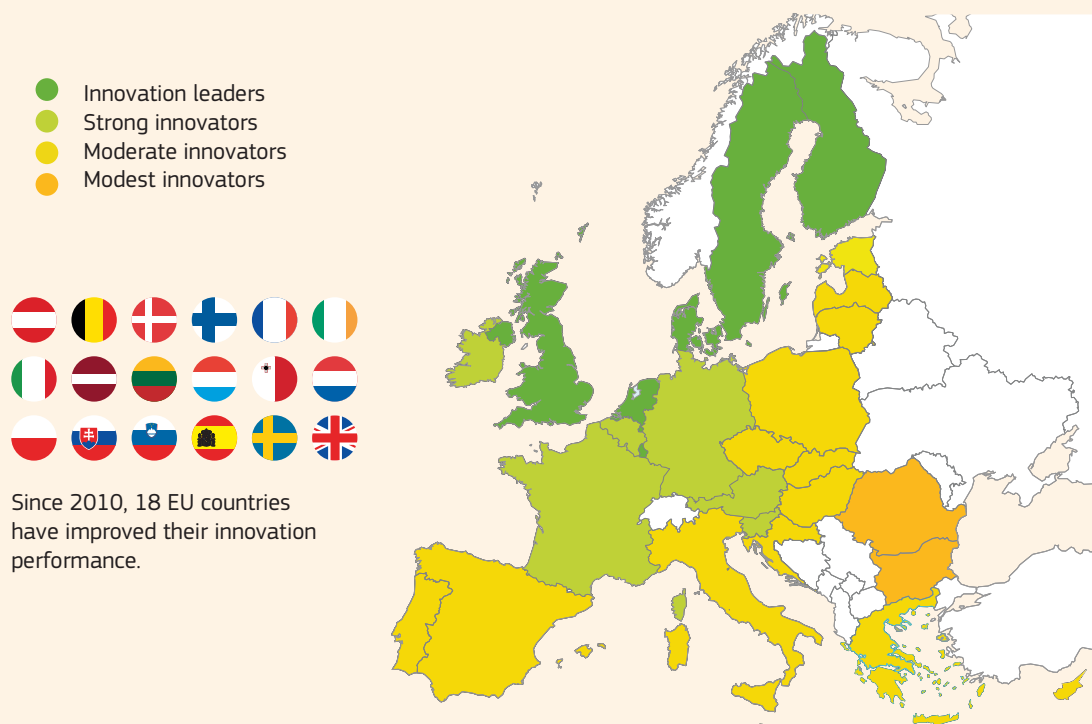 Innovation leaders
Strong innovators
Moderate innovators
Modest innovators
Since 2010, 18 EU countries
have improved their innovation
performance.